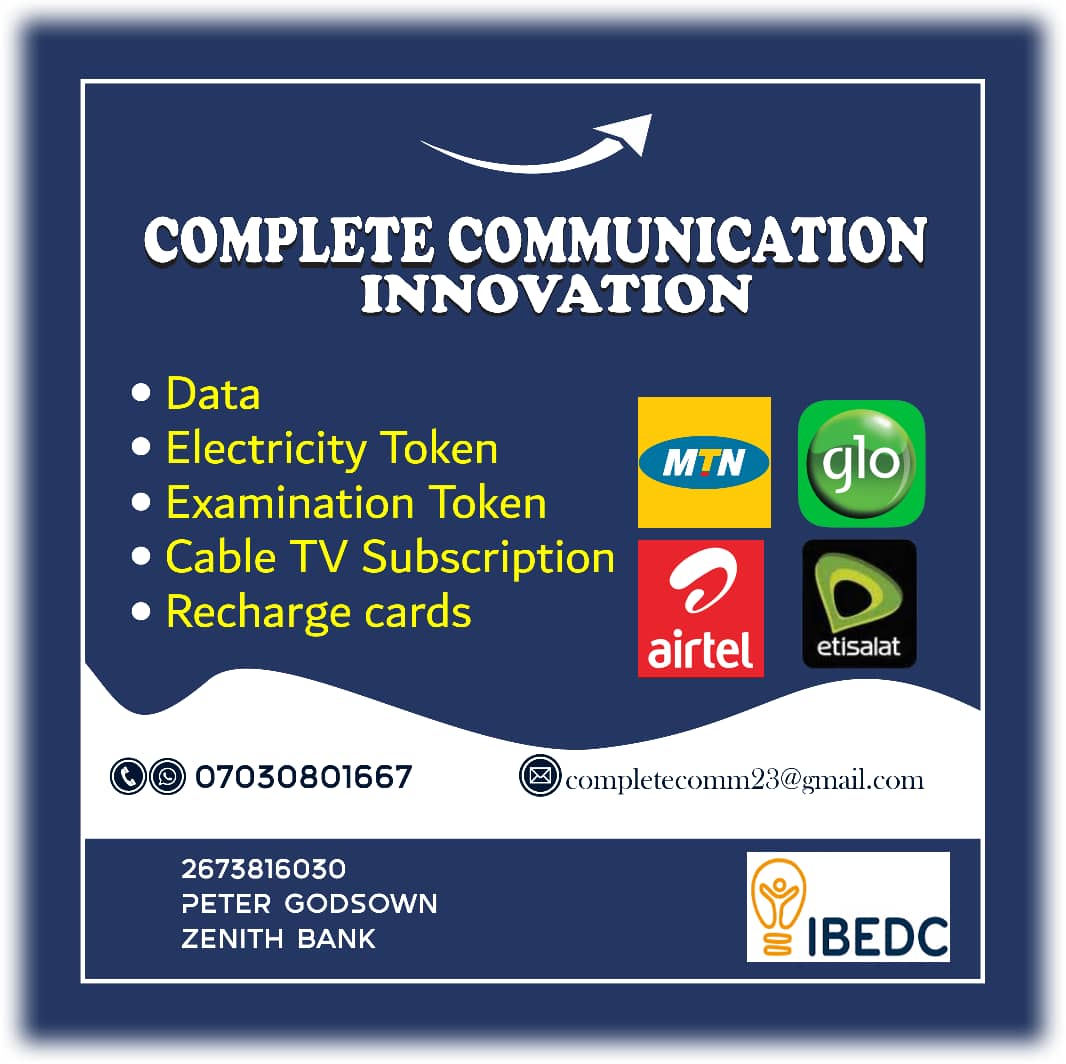 COMPLETE COMMUNICATION
INNOVATION
• Data
• Electricity Token
• Examination Token
• Cable TV Subscription
• Recharge cards
MTN
glo
airtel
etisalat
07030801667
completecomm23@gmail.com
2673816030
PETER GODSOWN
ZENITH BANK
IBEDC